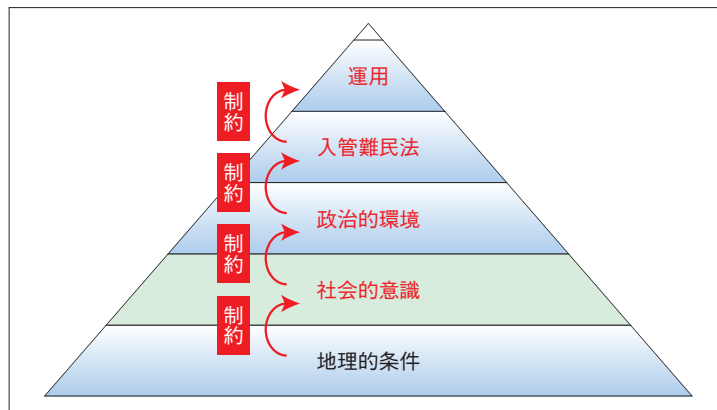 運用
制約
入管難民法
制約
政治的環境
制約
社会的意識
制約
地理的条件